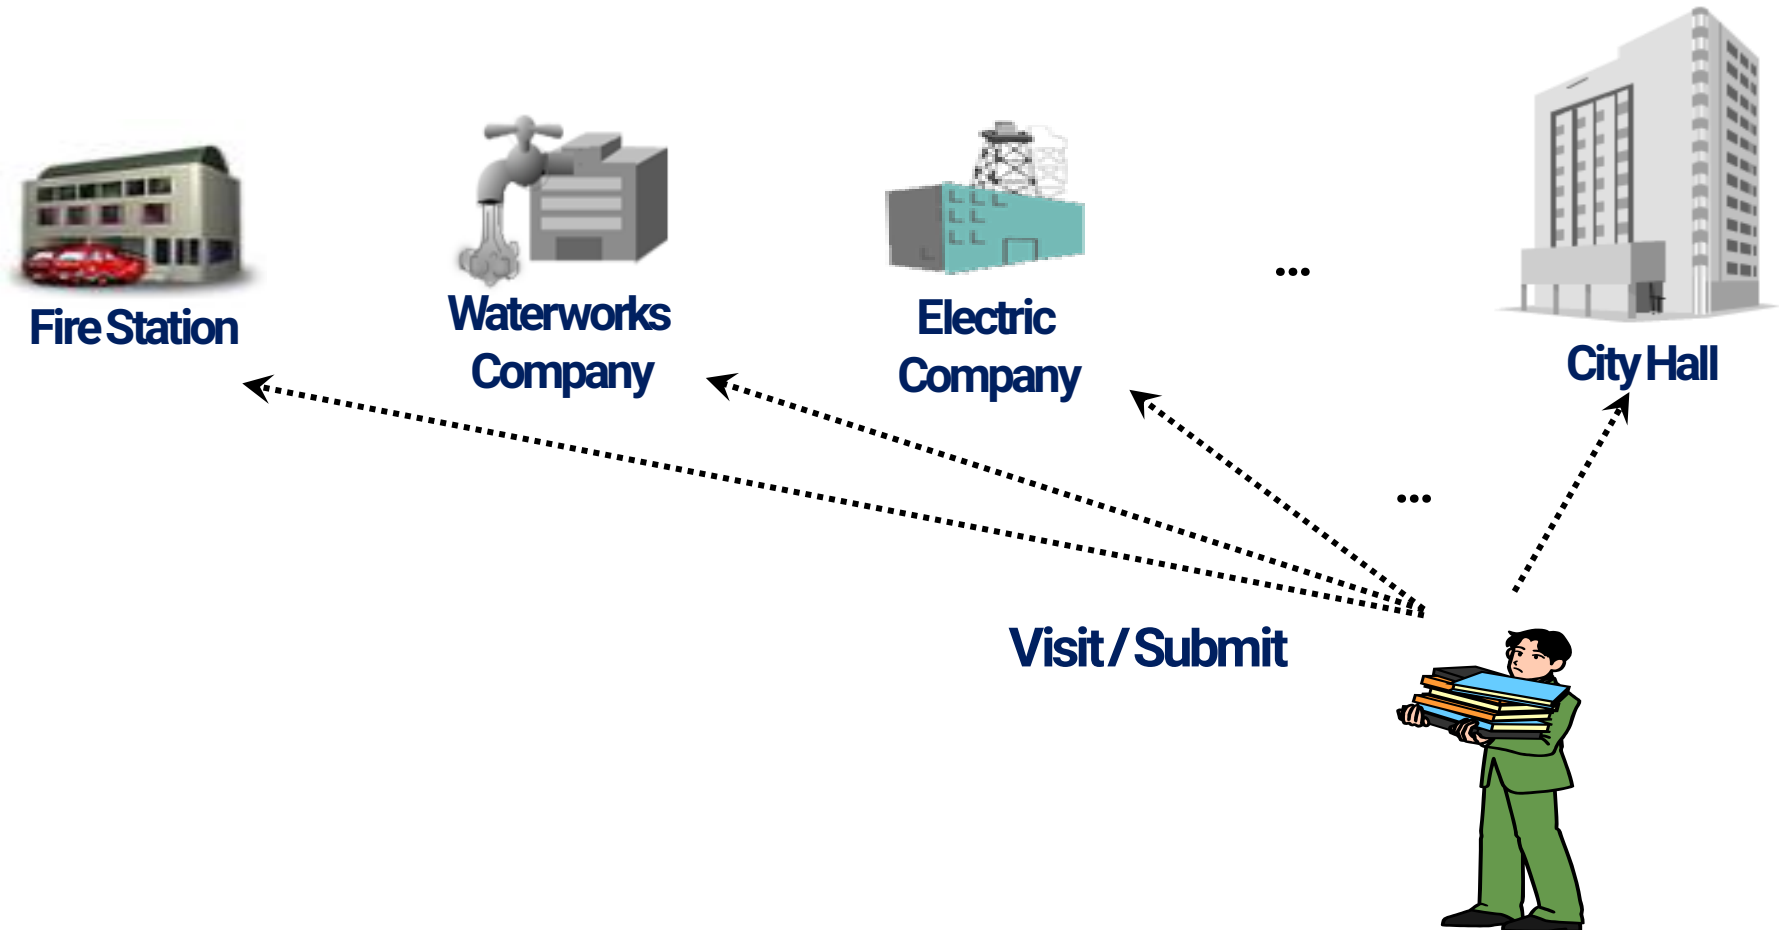 ...
Fire Station
Waterworks
Company
Electric
Company
City Hall
...
Visit / Submit